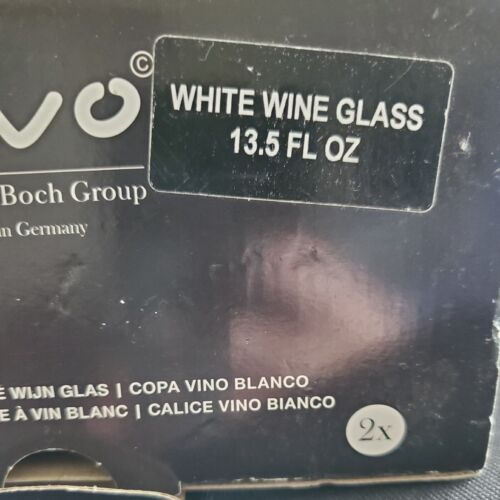 vo©
WHITE WINE GLASS
13.5 FL OZ
Boch Group
in Germany
E WIJN GLAS | COPA VINO BLANCO
E À VIN BLANC | CALICE VINO BIANCO
2x